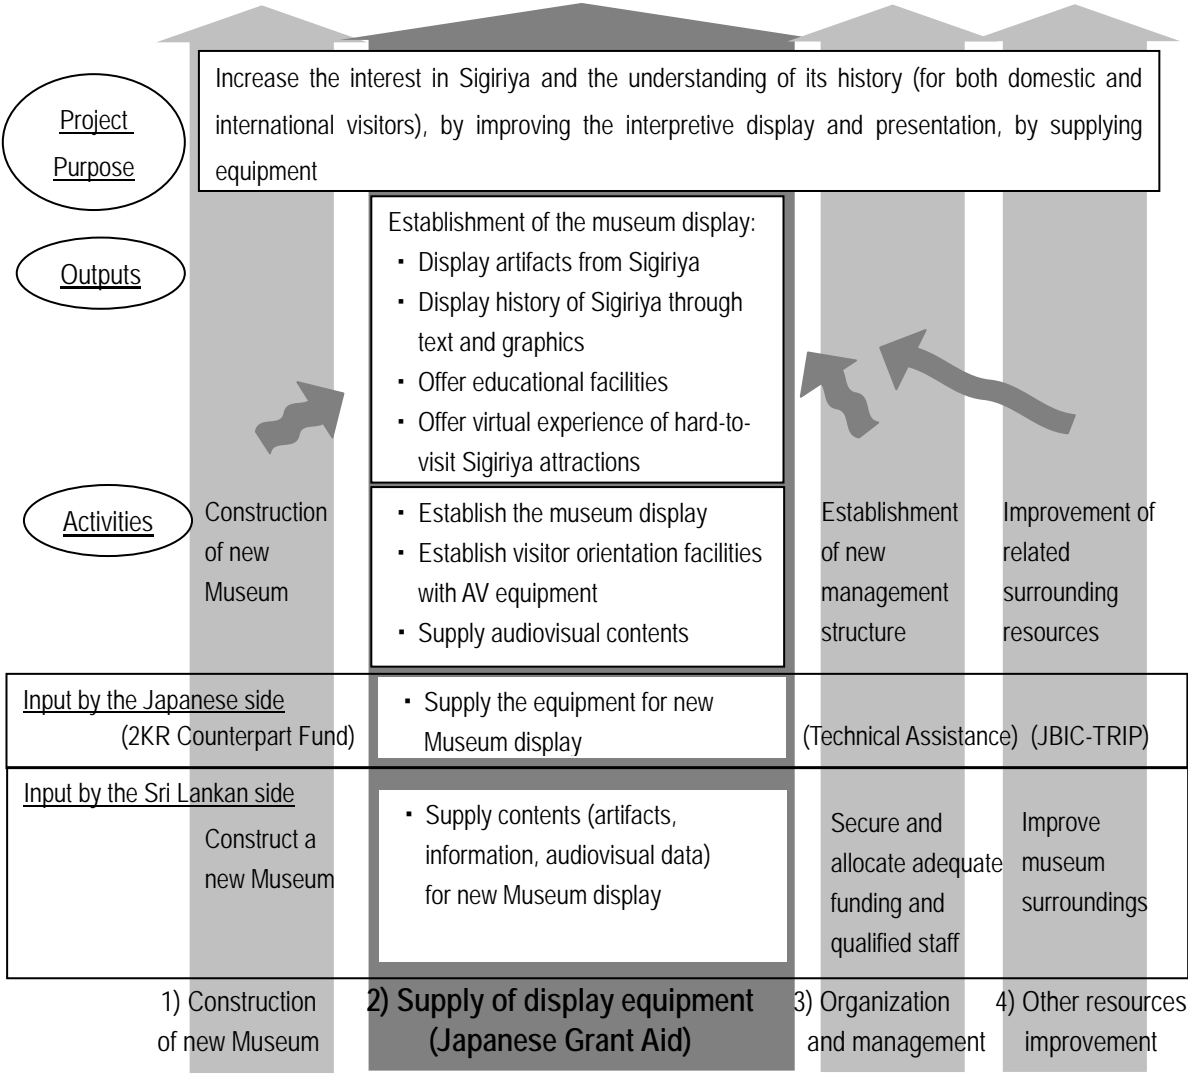 Project
Purpose
Increase the interest in Sigiriya and the understanding of its history (for both domestic and
international visitors), by improving the interpretive display and presentation, by supplying
equipment
Outputs
Establishment of the museum display:
・ Display artifacts from Sigiriya
・ Display history of Sigiriya through
text and graphics
・ Offer educational facilities
・ Offer virtual experience of hard-to-
visit Sigiriya attractions
Activities
Construction
of new
Museum
・ Establish the museum display
・ Establish visitor orientation facilities
with AV equipment
・ Supply audiovisual contents
Establishment
of new
management
structure
Improvement of
related
surrounding
resources
Input by the Japanese side
(2KR Counterpart Fund)
・ Supply the equipment for new
Museum display
(Technical Assistance)
(JBIC-TRIP)
Input by the Sri Lankan side
Construct a
new Museum
・ Supply contents (artifacts,
information, audiovisual data)
for new Museum display
Secure and
allocate adequate
funding and
qualified staff
Improve
museum
surroundings
1) Construction
of new Museum
2) Supply of display equipment
(Japanese Grant Aid)
3) Organization
and management
4) Other resources
improvement